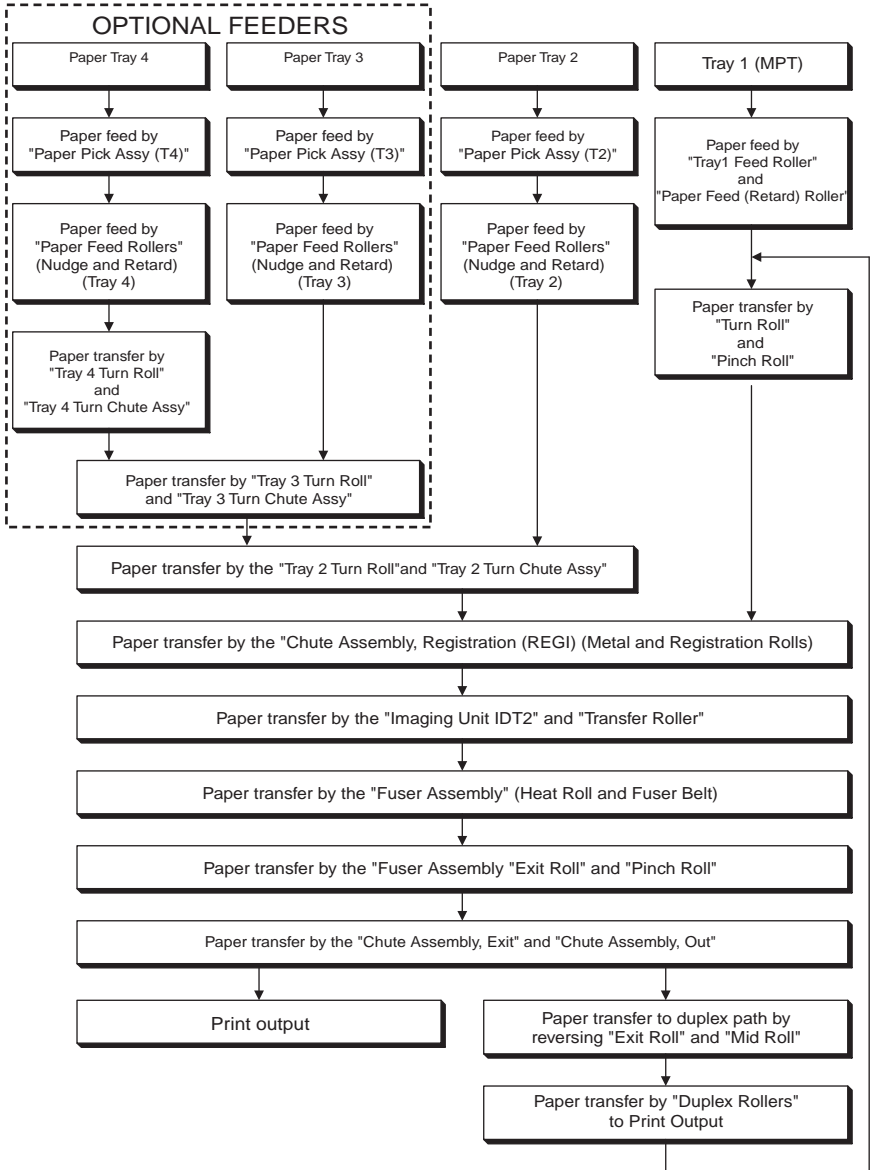 OPTIONAL FEEDERS
Paper Tray 4
Paper Tray 3
Paper Tray 2
Tray 1 (MPT)
Paper feed by
"Paper Pick Assy (T4)"
Paper feed by
"Paper Pick Assy (T3)"
Paper feed by
"Paper Pick Assy (T2)"
Paper feed by
"Tray1 Feed Roller"
and
"Paper Feed (Retard) Roller"
Paper feed by
"Paper Feed Rollers"
(Nudge and Retard)
(Tray 4)
Paper feed by
"Paper Feed Rollers"
(Nudge and Retard)
(Tray 3)
Paper feed by
"Paper Feed Rollers"
(Nudge and Retard)
(Tray 2)
Paper transfer by
"Turn Roll"
and
"Pinch Roll"
Paper transfer by
"Tray 4 Turn Roll"
and
"Tray 4 Turn Chute Assy"
Paper transfer by "Tray 3 Turn Roll"
and "Tray 3 Turn Chute Assy"
Paper transfer by the "Tray 2 Turn Roll"and "Tray 2 Turn Chute Assy"
Paper transfer by the "Chute Assembly, Registration (REGI) (Metal and Registration Rolls)
Paper transfer by the "Imaging Unit IDT2" and "Transfer Roller"
Paper transfer by the "Fuser Assembly" (Heat Roll and Fuser Belt)
Paper transfer by the "Fuser Assembly "Exit Roll" and "Pinch Roll"
Paper transfer by the "Chute Assembly, Exit" and "Chute Assembly, Out"
Print output
Paper transfer to duplex path by
reversing "Exit Roll" and "Mid Roll"
Paper transfer by "Duplex Rollers"
to Print Output